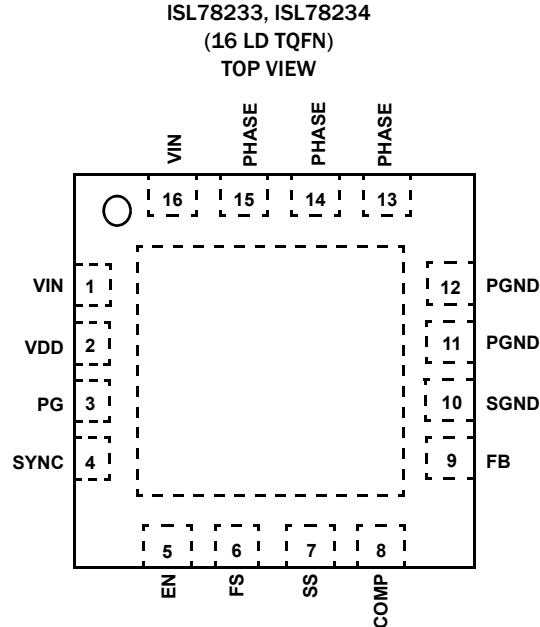 ISL78233, ISL78234
(16 LD TQFN)
TOP VIEW
VIN PHASE PHASE PHASE
16 15 14 13
VIN 1 12 PGND
VDD 2 11 PGND
PG 3 10 SGND
SYNC 4 9 FB
5 6 7 8
EN FS SS COMP